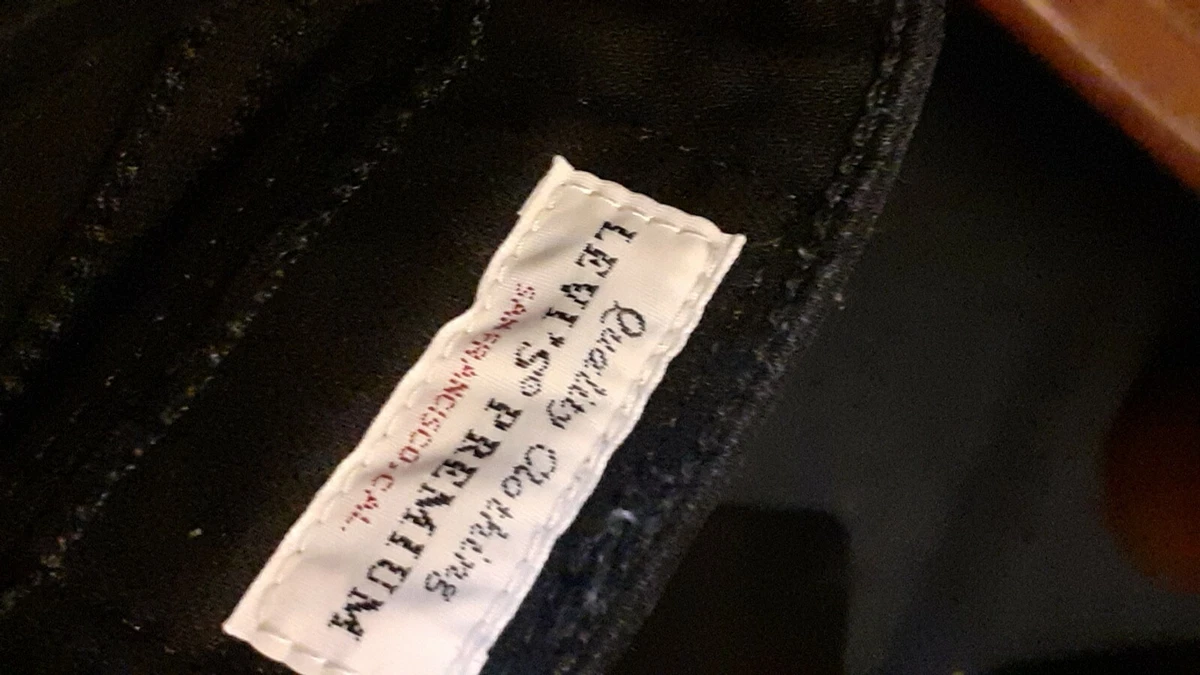 Quality Clothing
LEVI'S® PREMIUM
SAN FRANCISCO, CAL.